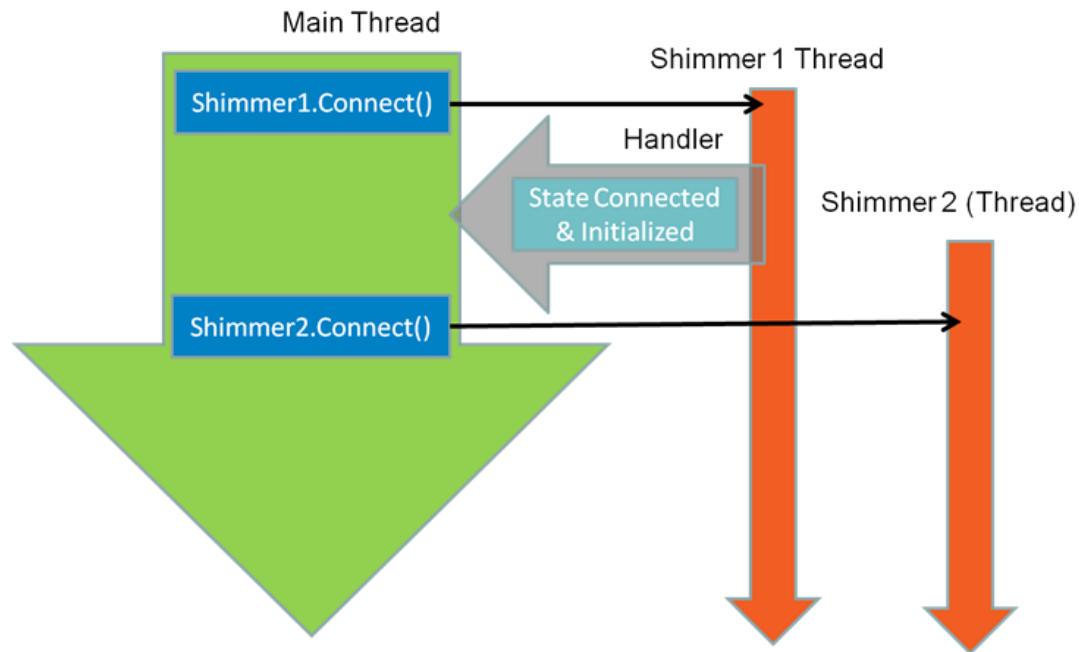 Main Thread
Shimmer 1 Thread
Shimmer1.Connect()
Handler
State Connected
& Initialized
Shimmer 2 (Thread)
Shimmer2.Connect()